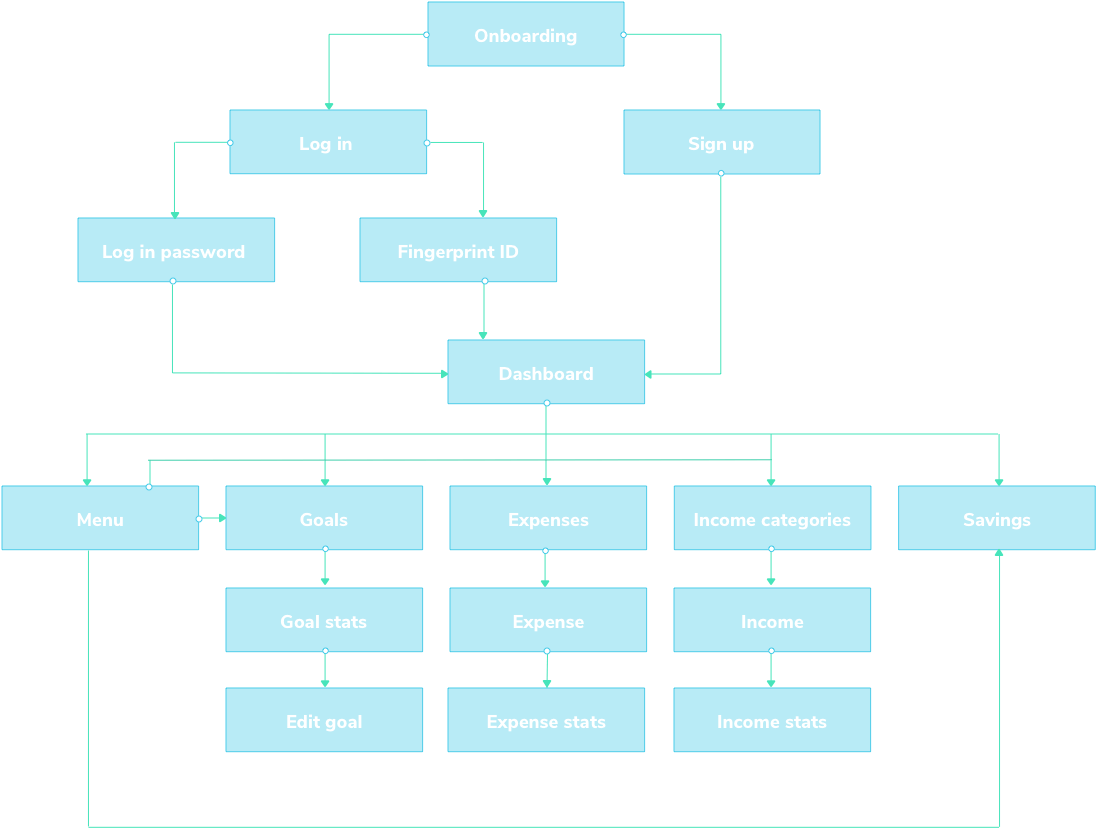 Onboarding
Log in
Sign up
Log in password
Fingerprint ID
Dashboard
Menu
Goals
Expenses
Income categories
Savings
Goal stats
Expense
Income
Edit goal
Expense stats
Income stats